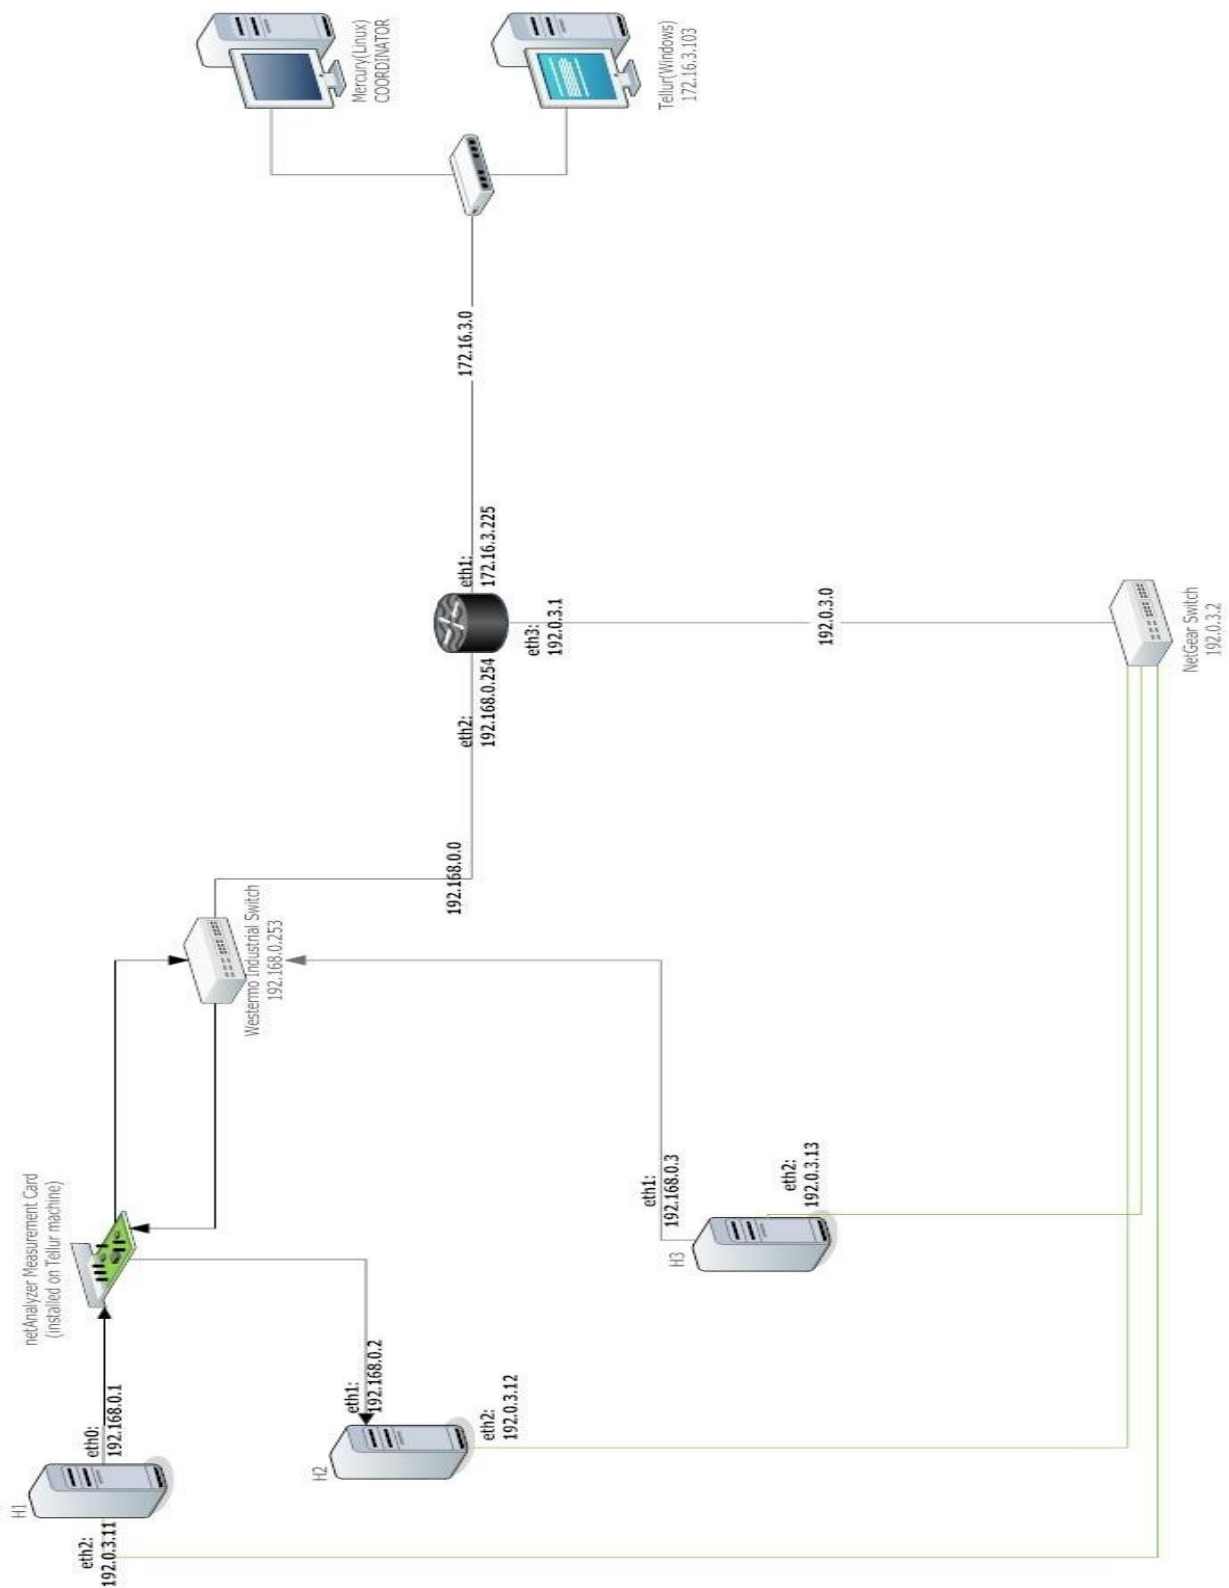 H1
eth2:
192.0.3.11
eth0:
192.168.0.1
netAnalyzer Measurement Card
(installed on Tellur machine)
H2
eth1:
192.168.0.2
eth2:
192.0.3.12
H3
eth1:
192.168.0.3
eth2:
192.0.3.13
Westermo Industrial Switch
192.168.0.253
192.168.0.0
eth2:
192.168.0.254
eth1:
172.16.3.225
eth3:
192.0.3.1
172.16.3.0
192.0.3.0
NetGear Switch
192.0.3.2
Mercury(Linux)
COORDINATOR
Tellur(Windows)
172.16.3.103